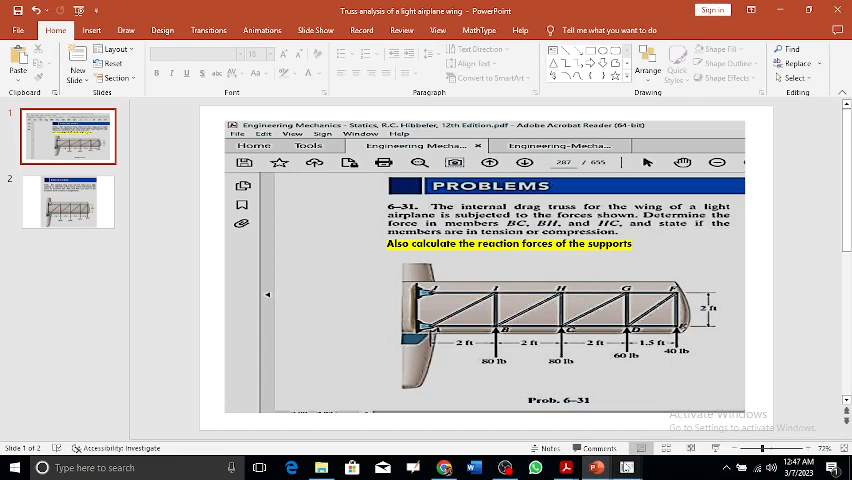 Truss analysis of a light airplane wing - PowerPoint
Sign in
File Home Insert Draw Design Transitions Animations Slide Show Record Review View MathType Help Tell me what you want to do
Paste
New Slide
Layout
Reset
Section
18
Text Direction
Align Text
Convert to SmartArt
Arrange
Quick Styles
Shape Fill
Shape Outline
Shape Effects
Find
Replace
Select
Clipboard Slides Font Paragraph Drawing Editing
1
2
Engineering Mechanics - Statics, R.C. Hibbeler, 12th Edition.pdf - Adobe Acrobat Reader (64-bit)
File Edit View Sign Window Help
Home Tools Engineering Mecha... × Engineering-Mecha...
287 / 655
PROBLEMS
6–31. The internal drag truss for the wing of a light
airplane is subjected to the forces shown. Determine the
force in members BC, BH, and HC, and state if the
members are in tension or compression.
Also calculate the reaction forces of the supports
J I H G F
2 ft
A B C D E
2 ft 2 ft 2 ft 1.5 ft
80 lb 80 lb 60 lb 40 lb
Prob. 6–31
Activate Windows
Go to Settings to activate Windows.
Slide 1 of 2 Accessibility: Investigate Notes Comments 72%
Type here to search
12:47 AM
3/7/2023